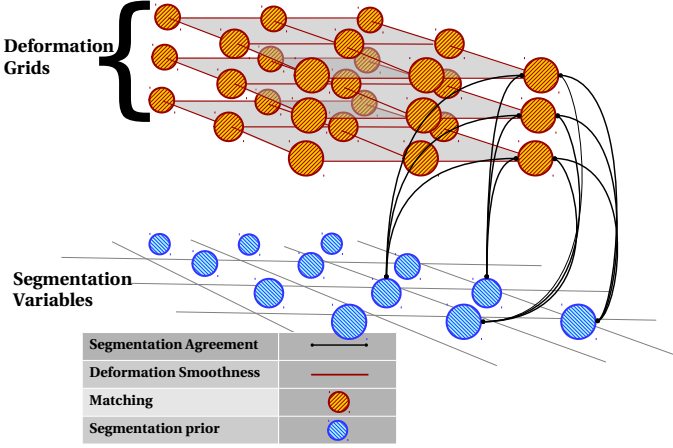 Deformation
Grids
Segmentation
Variables
Segmentation Agreement
Deformation Smoothness
Matching
Segmentation prior